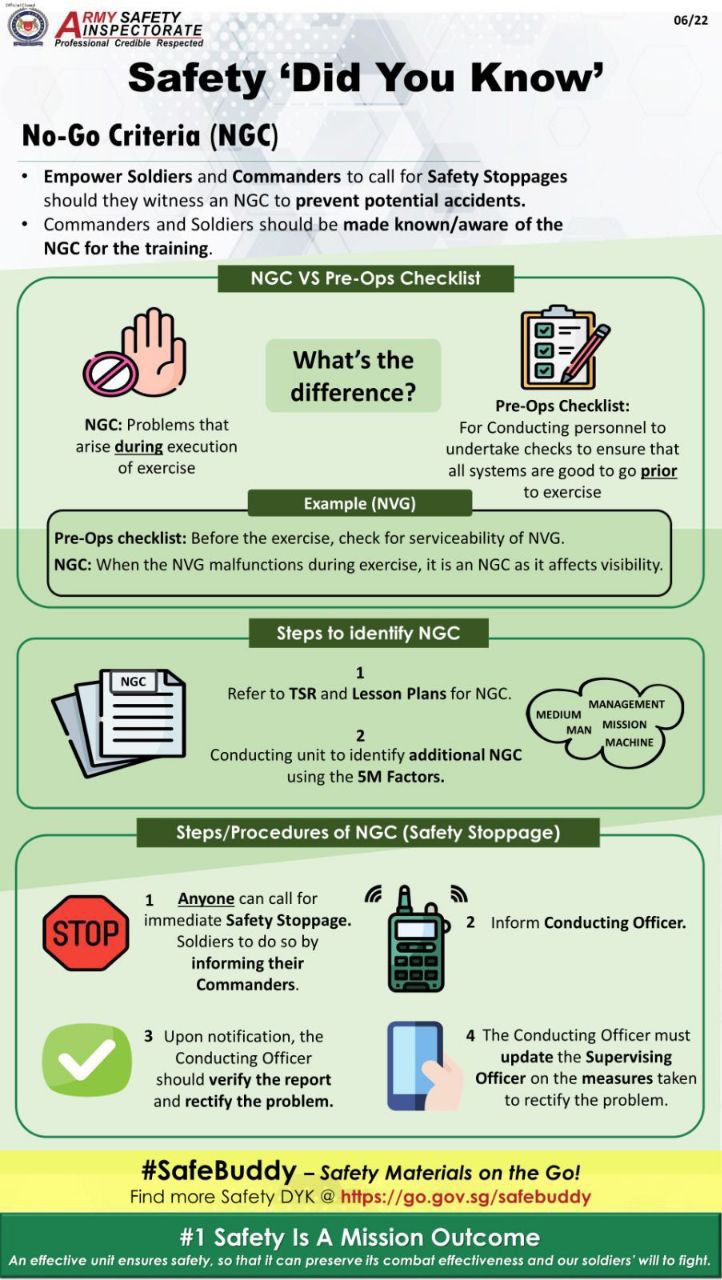 Official (Closed)
ARMY SAFETY
INSPECTORATE
Professional Credible Respected
06/22
Safety ‘Did You Know’
No-Go Criteria (NGC)
• Empower Soldiers and Commanders to call for Safety Stoppages
should they witness an NGC to prevent potential accidents.
• Commanders and Soldiers should be made known/aware of the
NGC for the training.
NGC VS Pre-Ops Checklist
What’s the
difference?
NGC: Problems that
arise during execution
of exercise
Pre-Ops Checklist:
For Conducting personnel to
undertake checks to ensure that
all systems are good to go prior
to exercise
Example (NVG)
Pre-Ops checklist: Before the exercise, check for serviceability of NVG.
NGC: When the NVG malfunctions during exercise, it is an NGC as it affects visibility.
Steps to identify NGC
NGC
1
Refer to TSR and Lesson Plans for NGC.
2
Conducting unit to identify additional NGC
using the 5M Factors.
MANAGEMENT
MEDIUM
MISSION
MAN
MACHINE
Steps/Procedures of NGC (Safety Stoppage)
STOP
1 Anyone can call for
immediate Safety Stoppage.
Soldiers to do so by
informing their
Commanders.
2 Inform Conducting Officer.
3 Upon notification, the
Conducting Officer
should verify the report
and rectify the problem.
4 The Conducting Officer must
update the Supervising
Officer on the measures taken
to rectify the problem.
#SafeBuddy – Safety Materials on the Go!
Find more Safety DYK @ https://go.gov.sg/safebuddy
#1 Safety Is A Mission Outcome
An effective unit ensures safety, so that it can preserve its combat effectiveness and our soldiers’ will to fight.